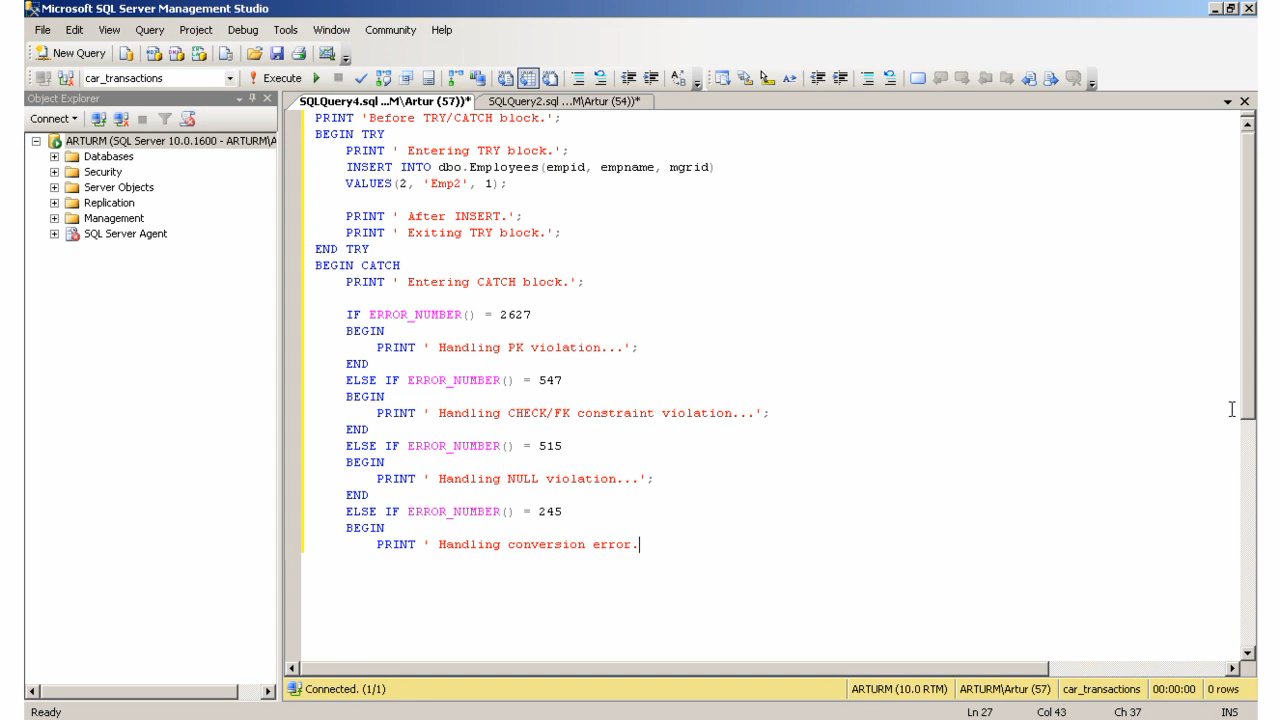 Microsoft SQL Server Management Studio
File Edit View Query Project Debug Tools Window Community Help
New Query
car_transactions Execute
Object Explorer
SQLQuery4.sql ...M\Artur (57))* SQLQuery2.sql ...M\Artur (54))*
Connect
ARTURM (SQL Server 10.0.1600 - ARTURM\A
Databases
Security
Server Objects
Replication
Management
SQL Server Agent
PRINT 'Before TRY/CATCH block.';
BEGIN TRY
PRINT ' Entering TRY block.';
INSERT INTO dbo.Employees(empid, empname, mgrid)
VALUES(2, 'Emp2', 1);
PRINT ' After INSERT.';
PRINT ' Exiting TRY block.';
END TRY
BEGIN CATCH
PRINT ' Entering CATCH block.';
IF ERROR_NUMBER() = 2627
BEGIN
PRINT ' Handling PK violation...';
END
ELSE IF ERROR_NUMBER() = 547
BEGIN
PRINT ' Handling CHECK/FK constraint violation...';
END
ELSE IF ERROR_NUMBER() = 515
BEGIN
PRINT ' Handling NULL violation...';
END
ELSE IF ERROR_NUMBER() = 245
BEGIN
PRINT ' Handling conversion error.
Connected. (1/1) ARTURM (10.0 RTM) ARTURM\Artur (57) car_transactions 00:00:00 0 rows
Ready Ln 27 Col 43 Ch 37 INS